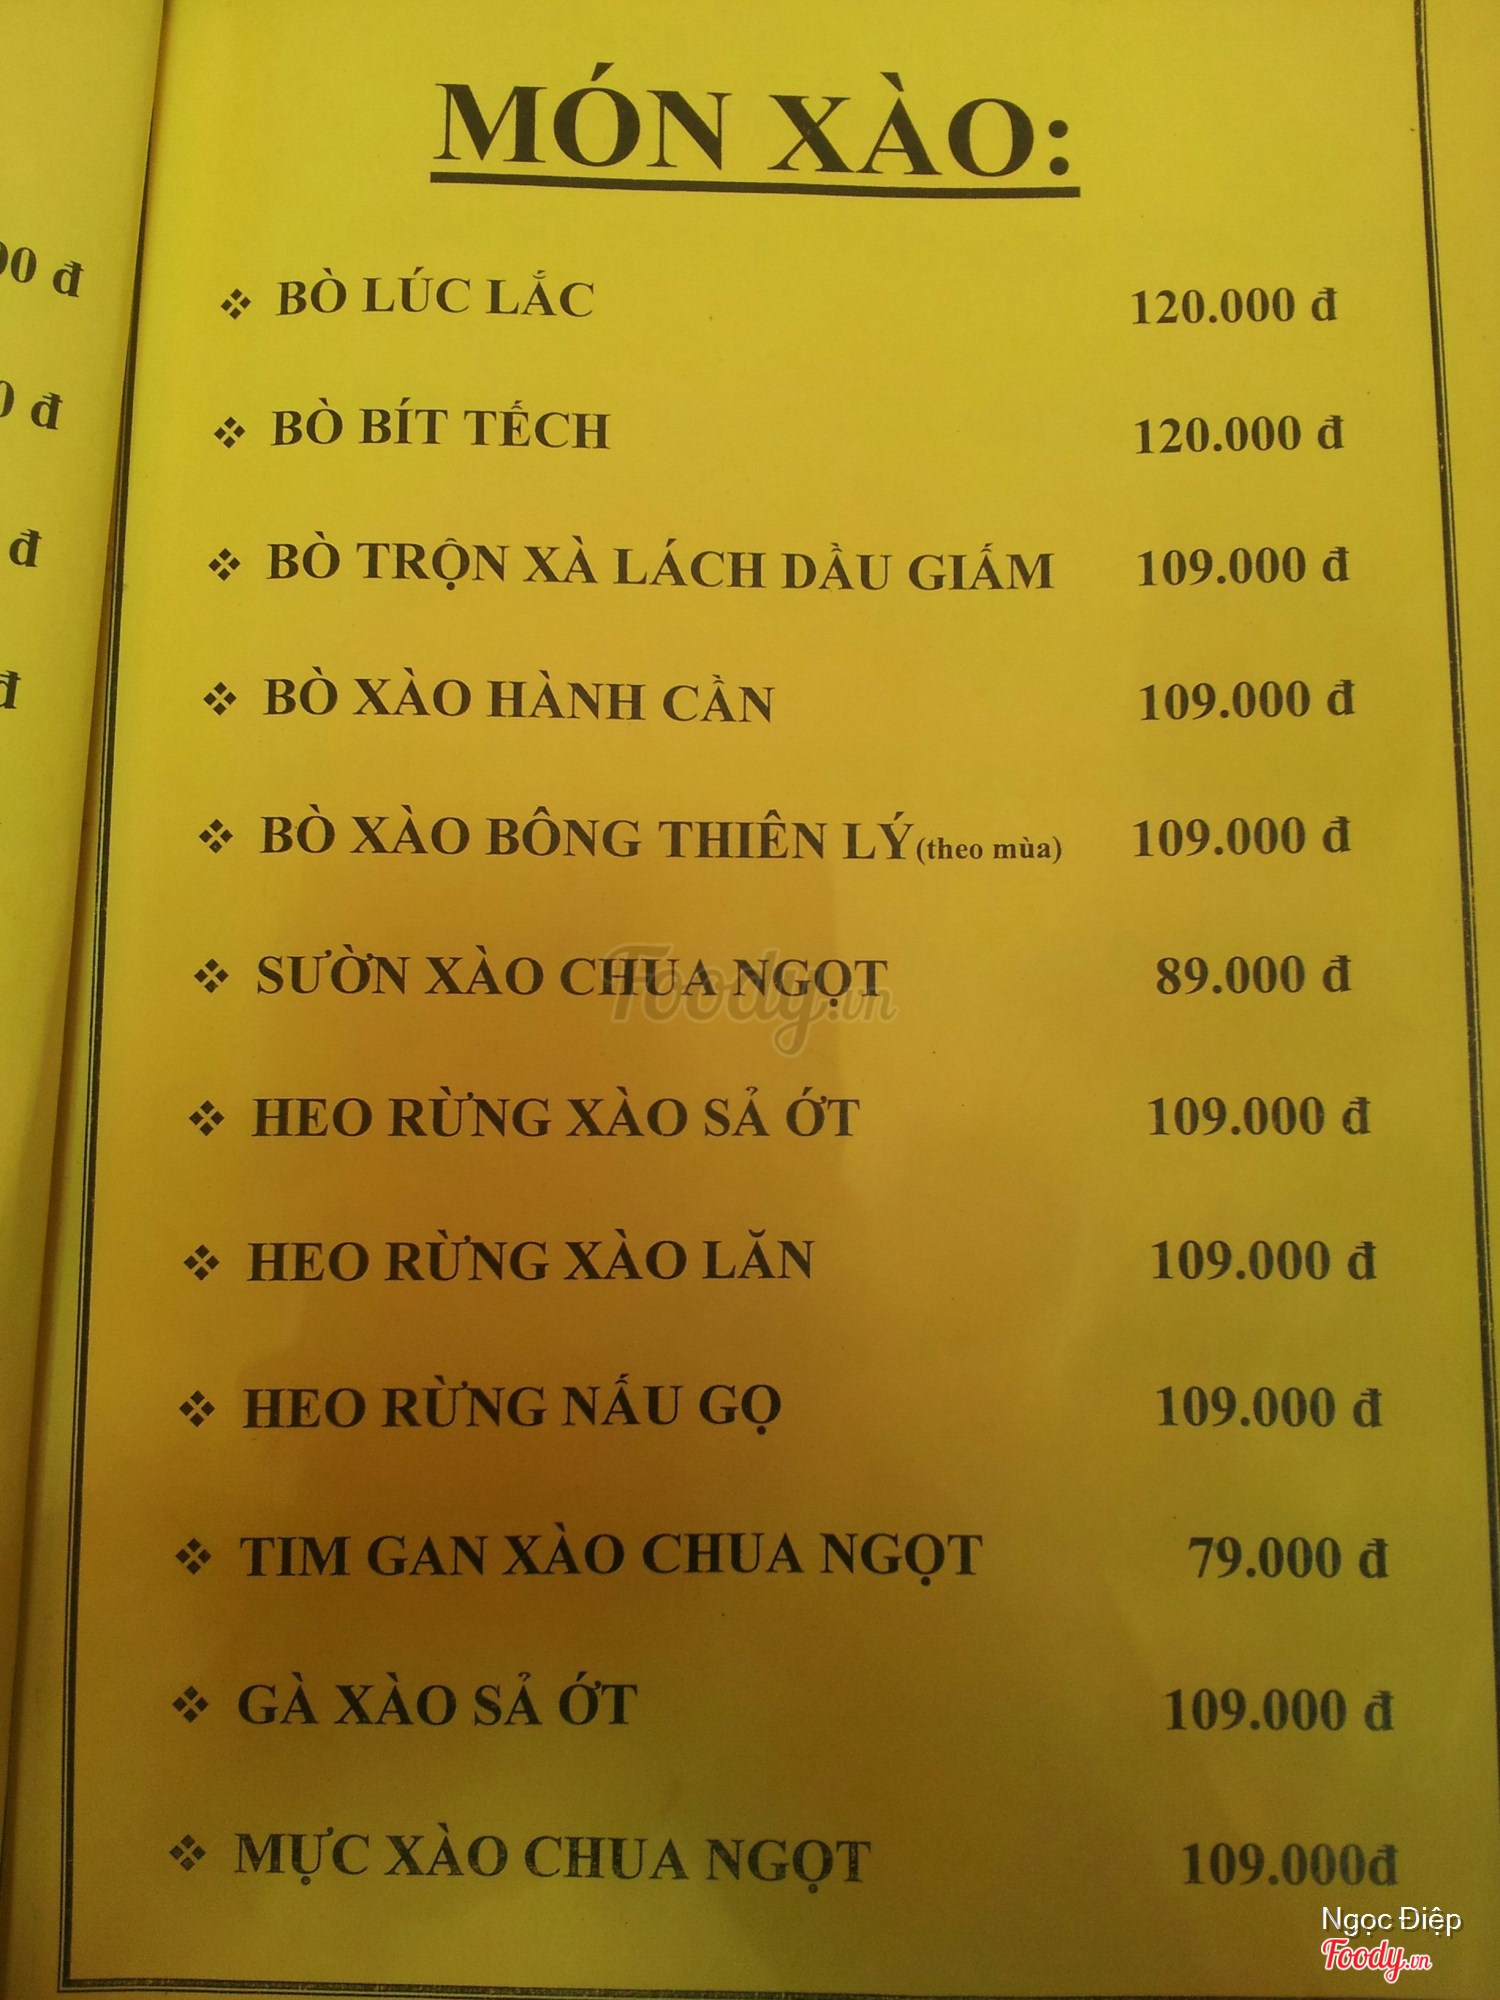 MÓN XÀO:
❖ BÒ LÚC LẮC 120.000 đ
❖ BÒ BÍT TẾCH 120.000 đ
❖ BÒ TRỘN XÀ LÁCH DẦU GIẤM 109.000 đ
❖ BÒ XÀO HÀNH CẦN 109.000 đ
❖ BÒ XÀO BÔNG THIÊN LÝ(theo mùa) 109.000 đ
❖ SƯỜN XÀO CHUA NGỌT 89.000 đ
Foody.vn
❖ HEO RỪNG XÀO SẢ ỚT 109.000 đ
❖ HEO RỪNG XÀO LĂN 109.000 đ
❖ HEO RỪNG NẤU GỌ 109.000 đ
❖ TIM GAN XÀO CHUA NGỌT 79.000 đ
❖ GÀ XÀO SẢ ỚT 109.000 đ
❖ MỰC XÀO CHUA NGỌT 109.000đ
Ngọc Điệp
Foody.vn